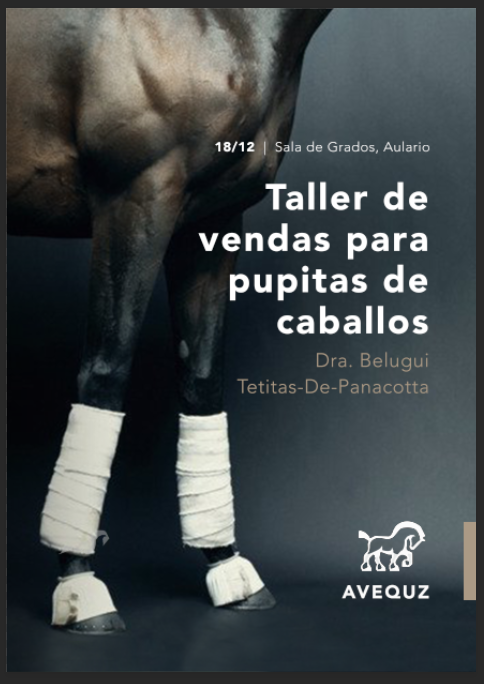 18/12 | Sala de Grados, Aulario
Taller de
vendas para
pupitas de
caballos
Dra. Belugui
Tetitas-De-Panacotta
AVEQUZ